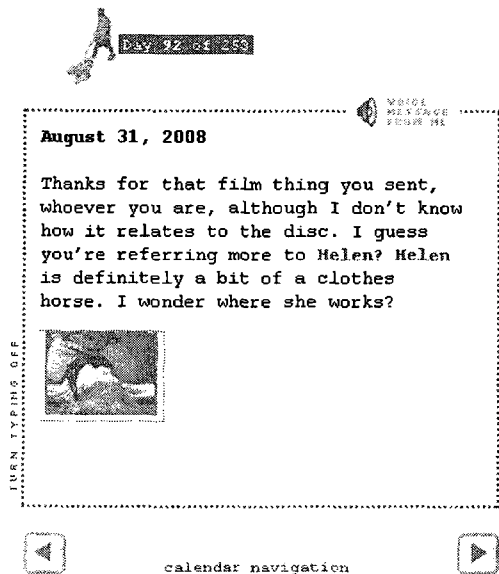 Day 92 of 253
VOICE
MESSAGE
FROM ME
August 31, 2008
Thanks for that film thing you sent,
whoever you are, although I don't know
how it relates to the disc. I guess
you're referring more to Helen? Helen
is definitely a bit of a clothes
horse. I wonder where she works?
TURN TYPING OFF
calendar navigation